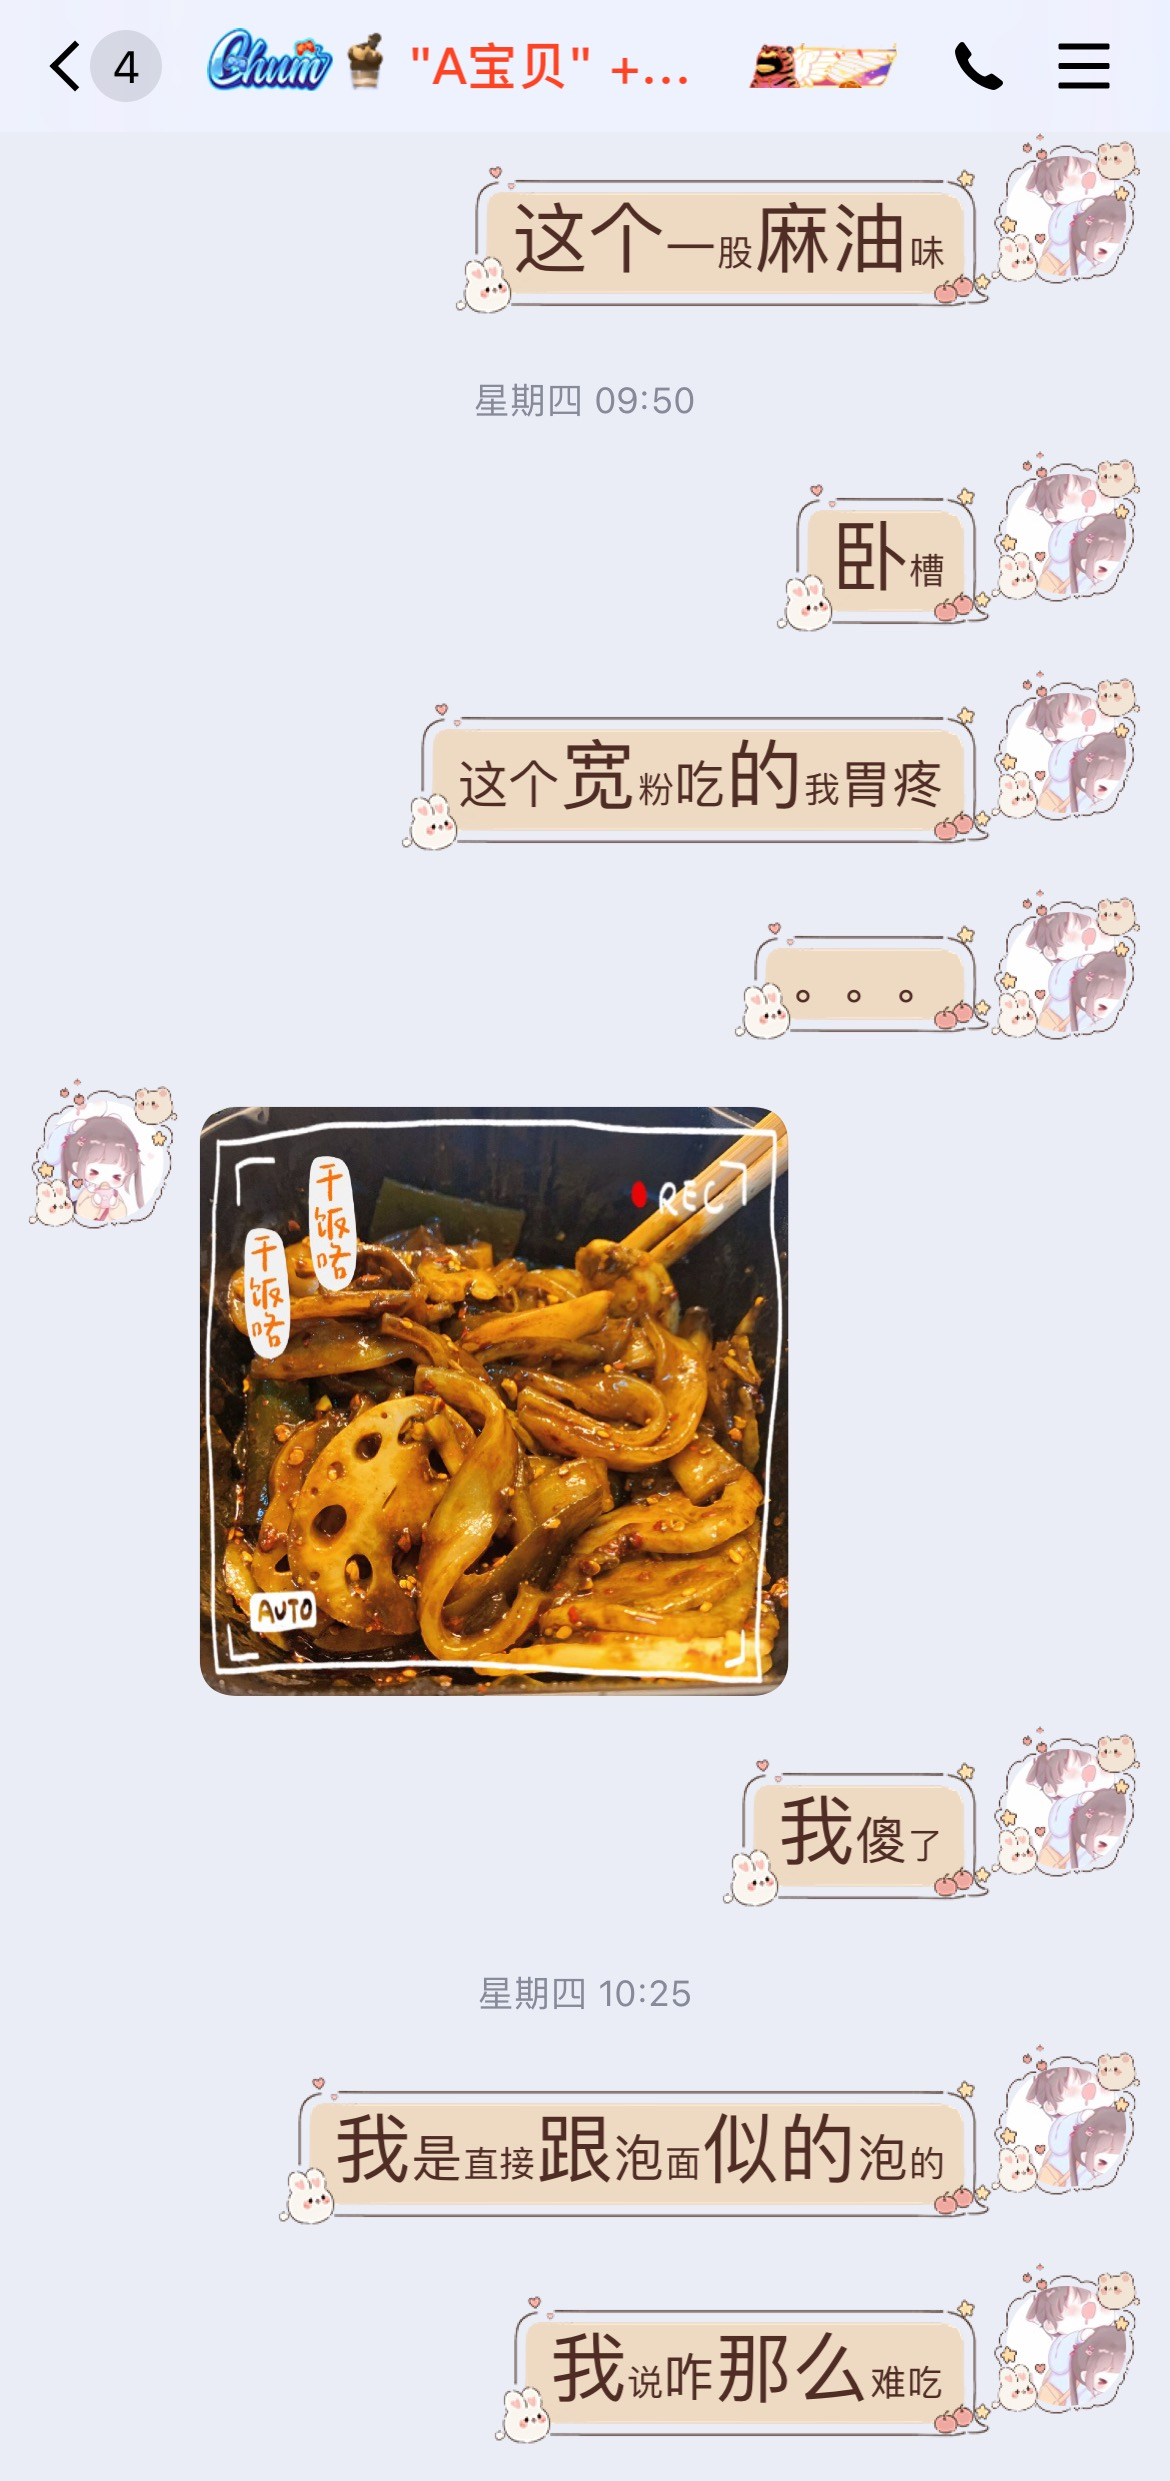 4 Chum "A宝贝" +...
这个一股麻油味
星期四 09:50
卧槽
这个宽粉吃的我胃疼
。。。
干饭咯
干饭咯
REC
AUTO
我傻了
星期四 10:25
我是直接跟泡面似的泡的
我说咋那么难吃